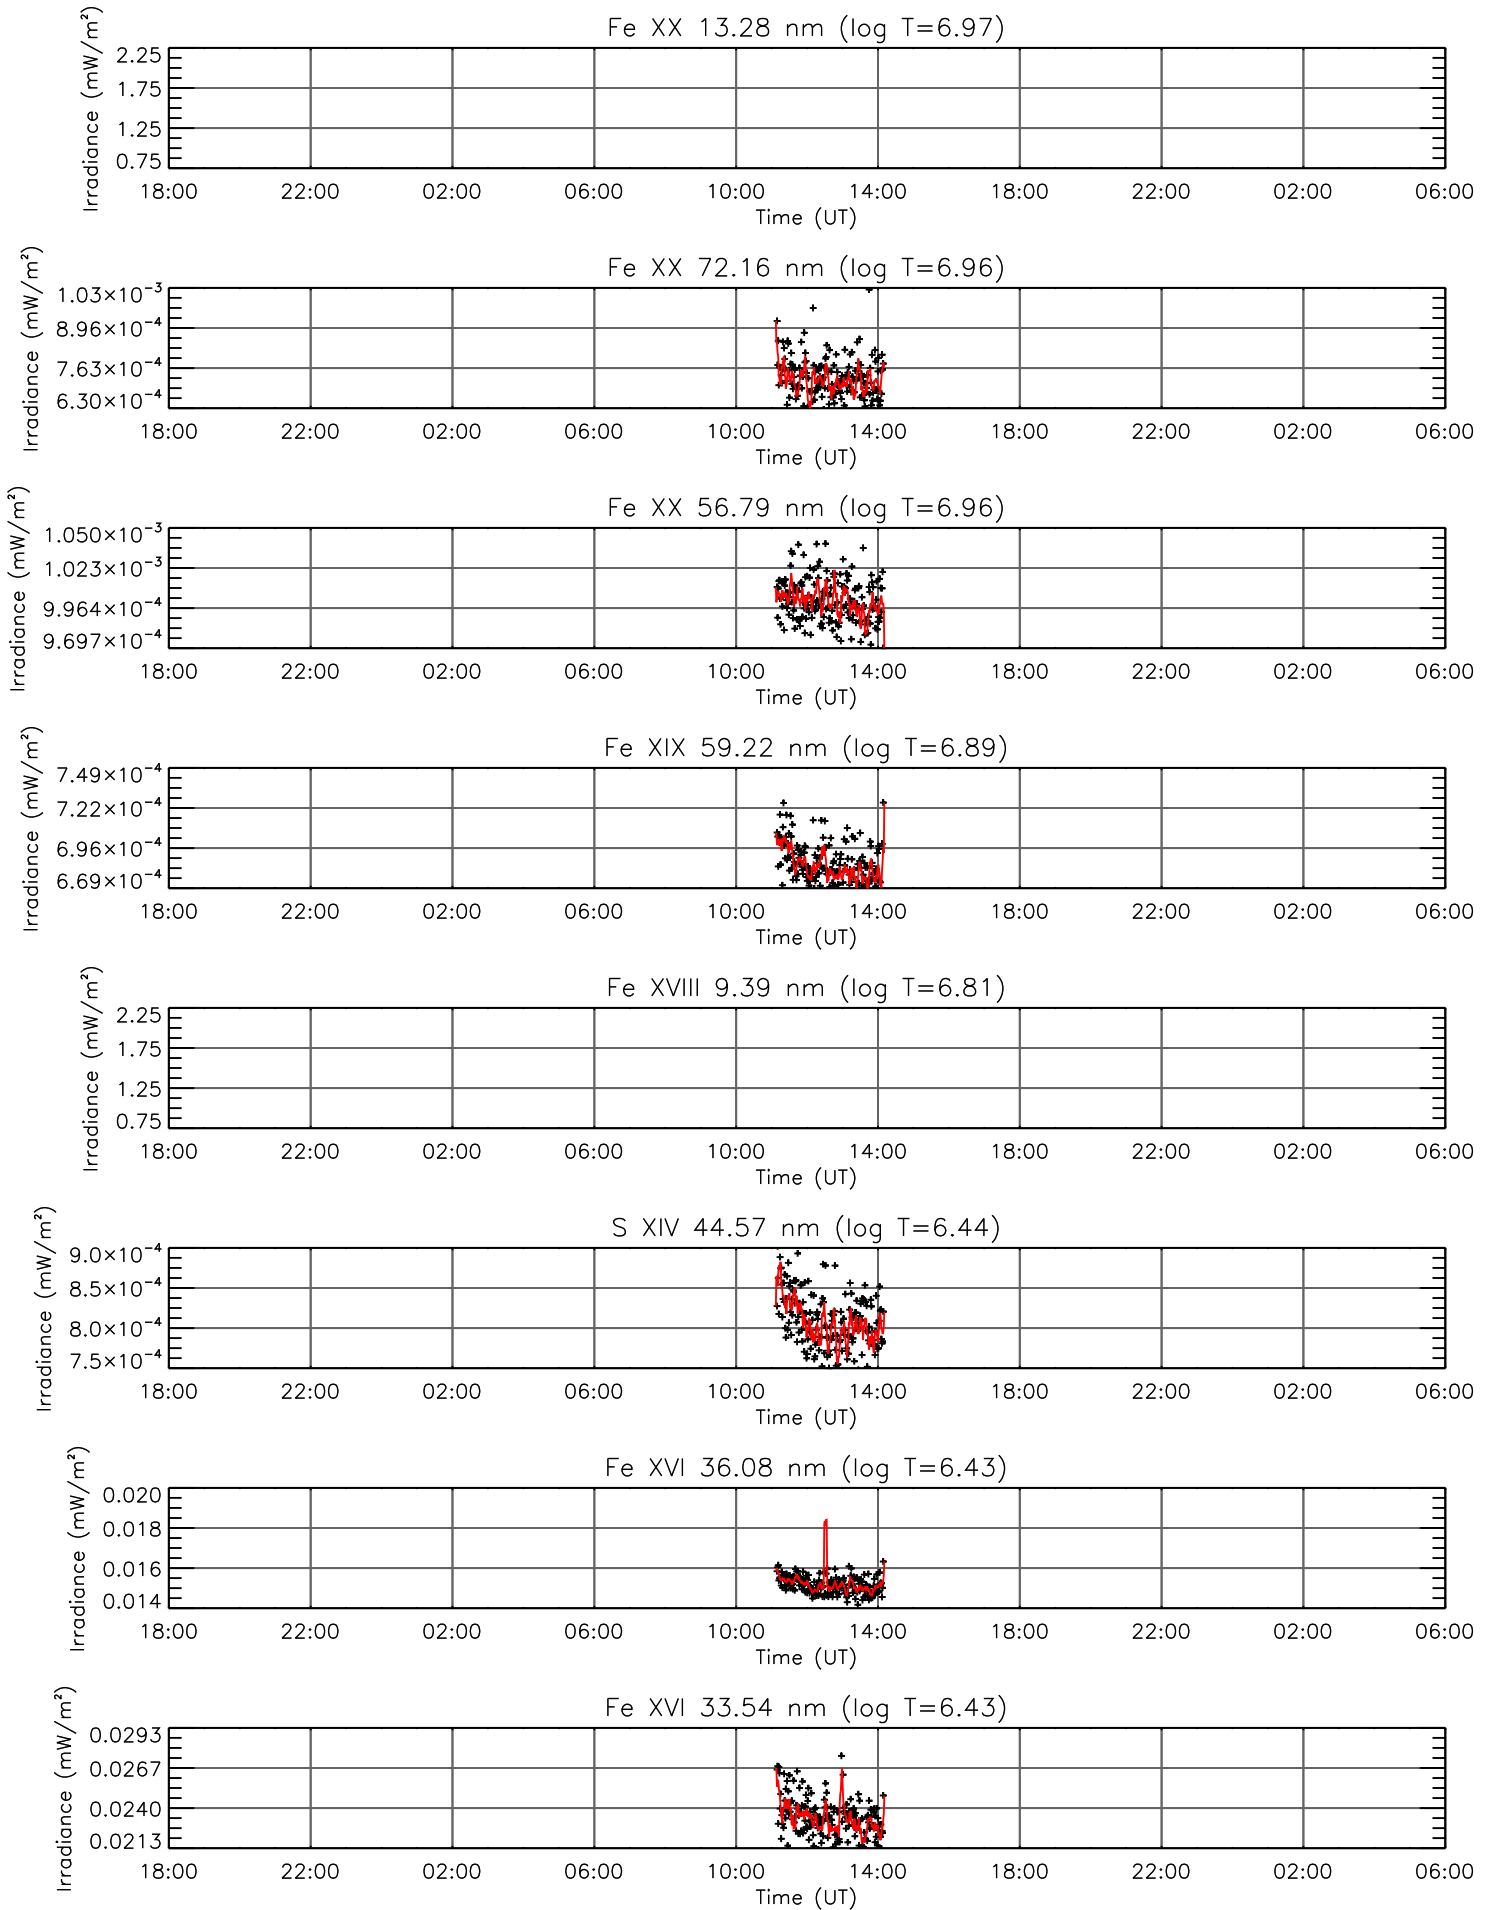 Fe XX 13.28 nm (log T=6.97)
Irradiance (mW/m²)
2.25
1.75
1.25
0.75
18:00 22:00 02:00 06:00 10:00 14:00 18:00 22:00 02:00 06:00
Time (UT)
Fe XX 72.16 nm (log T=6.96)
Irradiance (mW/m²)
1.03×10⁻³
8.96×10⁻⁴
7.63×10⁻⁴
6.30×10⁻⁴
18:00 22:00 02:00 06:00 10:00 14:00 18:00 22:00 02:00 06:00
Time (UT)
Fe XX 56.79 nm (log T=6.96)
Irradiance (mW/m²)
1.050×10⁻³
1.023×10⁻³
9.964×10⁻⁴
9.697×10⁻⁴
18:00 22:00 02:00 06:00 10:00 14:00 18:00 22:00 02:00 06:00
Time (UT)
Fe XIX 59.22 nm (log T=6.89)
Irradiance (mW/m²)
7.49×10⁻⁴
7.22×10⁻⁴
6.96×10⁻⁴
6.69×10⁻⁴
18:00 22:00 02:00 06:00 10:00 14:00 18:00 22:00 02:00 06:00
Time (UT)
Fe XVIII 9.39 nm (log T=6.81)
Irradiance (mW/m²)
2.25
1.75
1.25
0.75
18:00 22:00 02:00 06:00 10:00 14:00 18:00 22:00 02:00 06:00
Time (UT)
S XIV 44.57 nm (log T=6.44)
Irradiance (mW/m²)
9.0×10⁻⁴
8.5×10⁻⁴
8.0×10⁻⁴
7.5×10⁻⁴
18:00 22:00 02:00 06:00 10:00 14:00 18:00 22:00 02:00 06:00
Time (UT)
Fe XVI 36.08 nm (log T=6.43)
Irradiance (mW/m²)
0.020
0.018
0.016
0.014
18:00 22:00 02:00 06:00 10:00 14:00 18:00 22:00 02:00 06:00
Time (UT)
Fe XVI 33.54 nm (log T=6.43)
Irradiance (mW/m²)
0.0293
0.0267
0.0240
0.0213
18:00 22:00 02:00 06:00 10:00 14:00 18:00 22:00 02:00 06:00
Time (UT)